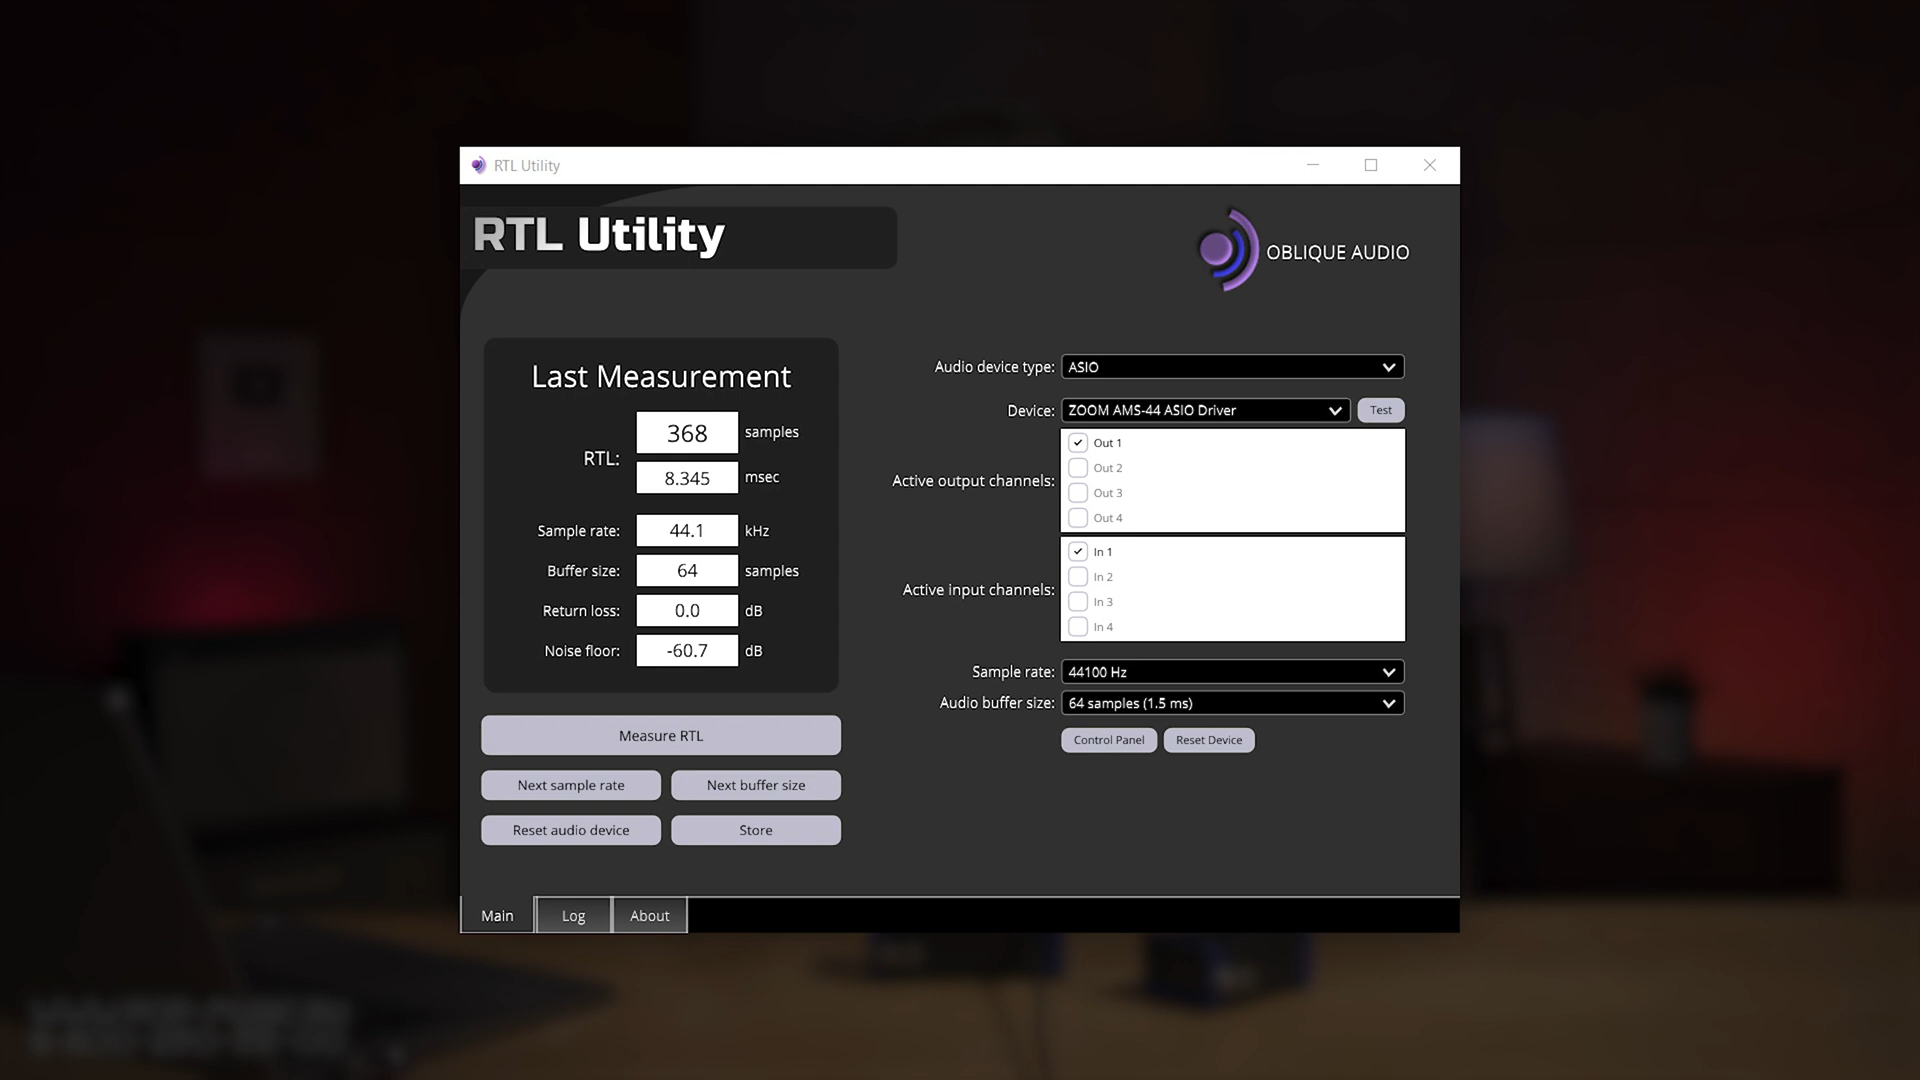 RTL Utility
RTL Utility
OBLIQUE AUDIO
Last Measurement
RTL:
368 samples
8.345 msec
Sample rate: 44.1 kHz
Buffer size: 64 samples
Return loss: 0.0 dB
Noise floor: -60.7 dB
Measure RTL
Next sample rate
Next buffer size
Reset audio device
Store
Audio device type: ASIO
Device: ZOOM AMS-44 ASIO Driver
Test
Active output channels:
Out 1
Out 2
Out 3
Out 4
Active input channels:
In 1
In 2
In 3
In 4
Sample rate: 44100 Hz
Audio buffer size: 64 samples (1.5 ms)
Control Panel
Reset Device
Main
Log
About